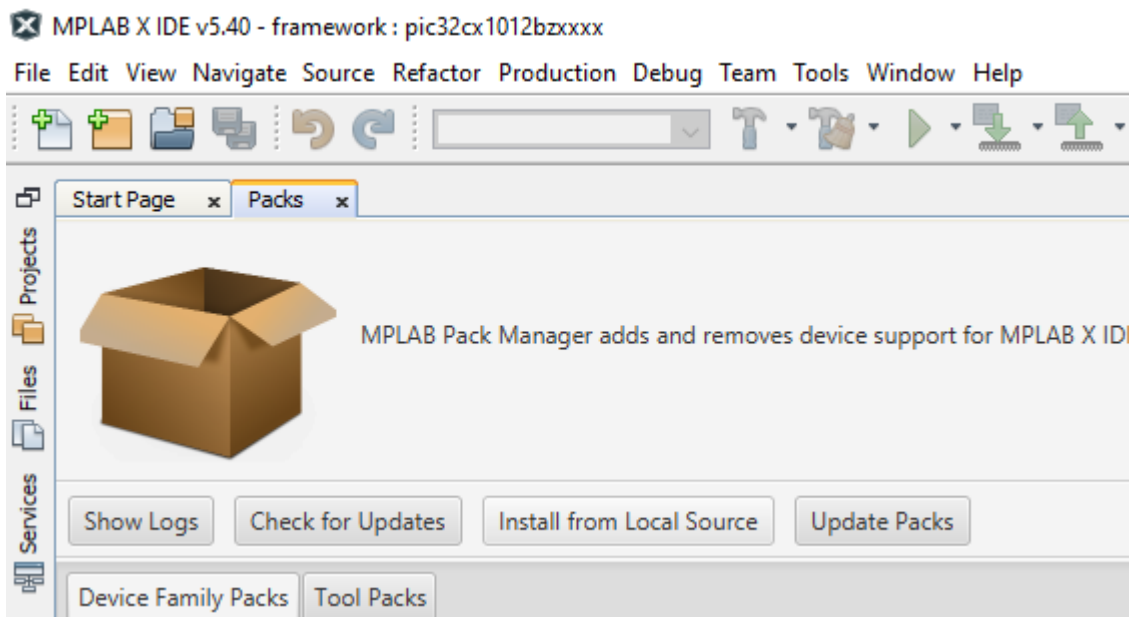 MPLAB X IDE v5.40 - framework : pic32cx1012bzxxxx
File Edit View Navigate Source Refactor Production Debug Team Tools Window Help
Start Page x Packs x
Projects
Files
Services
MPLAB Pack Manager adds and removes device support for MPLAB X IDE
Show Logs Check for Updates Install from Local Source Update Packs
Device Family Packs Tool Packs